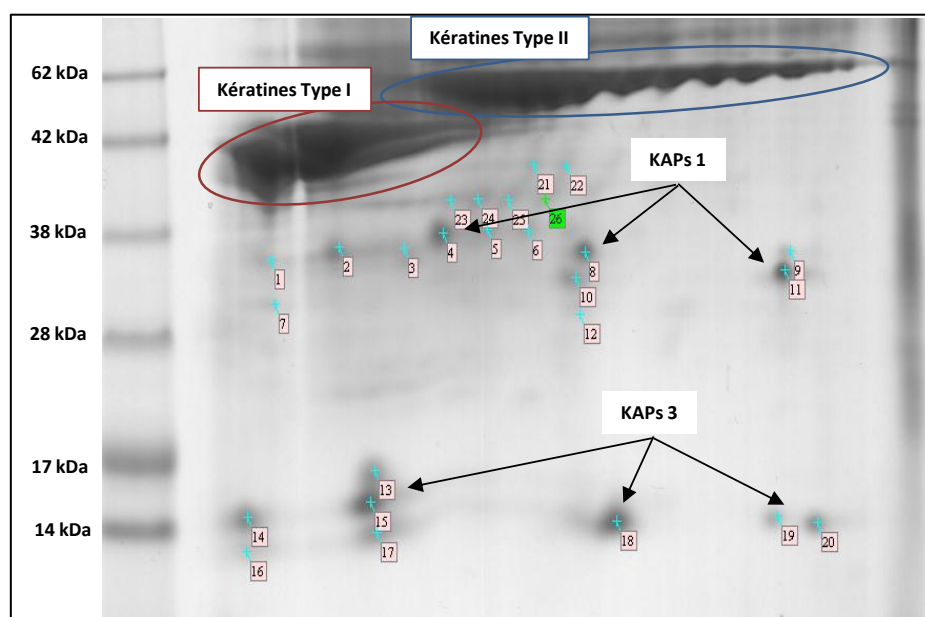 Kératines Type II
62 kDa
Kératines Type I
42 kDa
KAPs 1
21
22
23
24
25
26
38 kDa
4
5
6
2
3
8
9
1
10
11
7
12
28 kDa
KAPs 3
17 kDa
13
15
14 kDa
14
17
18
19
20
16